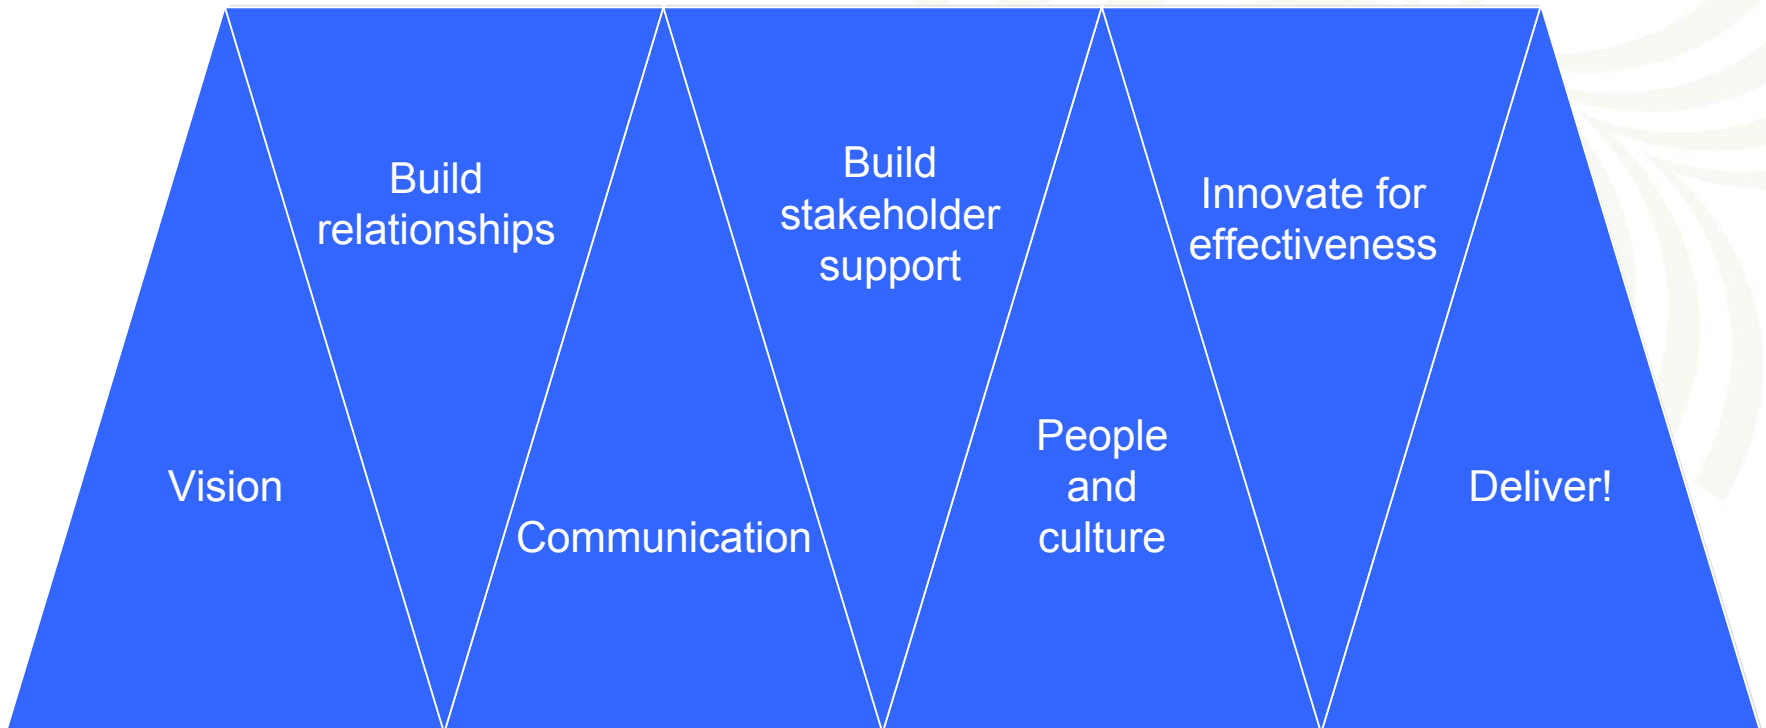 Vision
Build
relationships
Communication
Build
stakeholder
support
People
and
culture
Innovate for
effectiveness
Deliver!